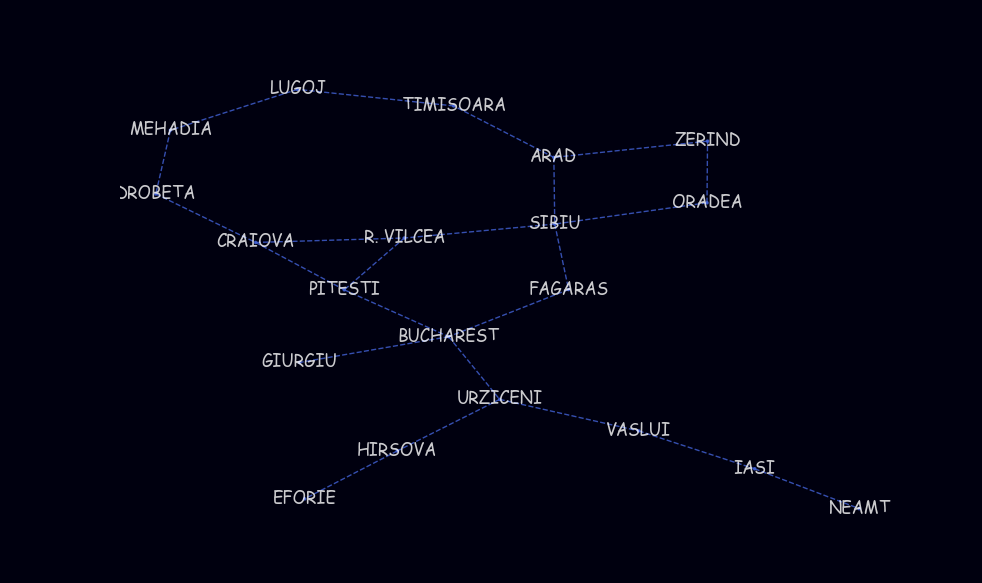 LUGOJ
TIMISOARA
MEHADIA
ZERIND
ARAD
DROBETA
ORADEA
SIBIU
CRAIOVA
R. VILCEA
PITESTI
FAGARAS
BUCHAREST
GIURGIU
URZICENI
VASLUI
HIRSOVA
IASI
EFORIE
NEAMT